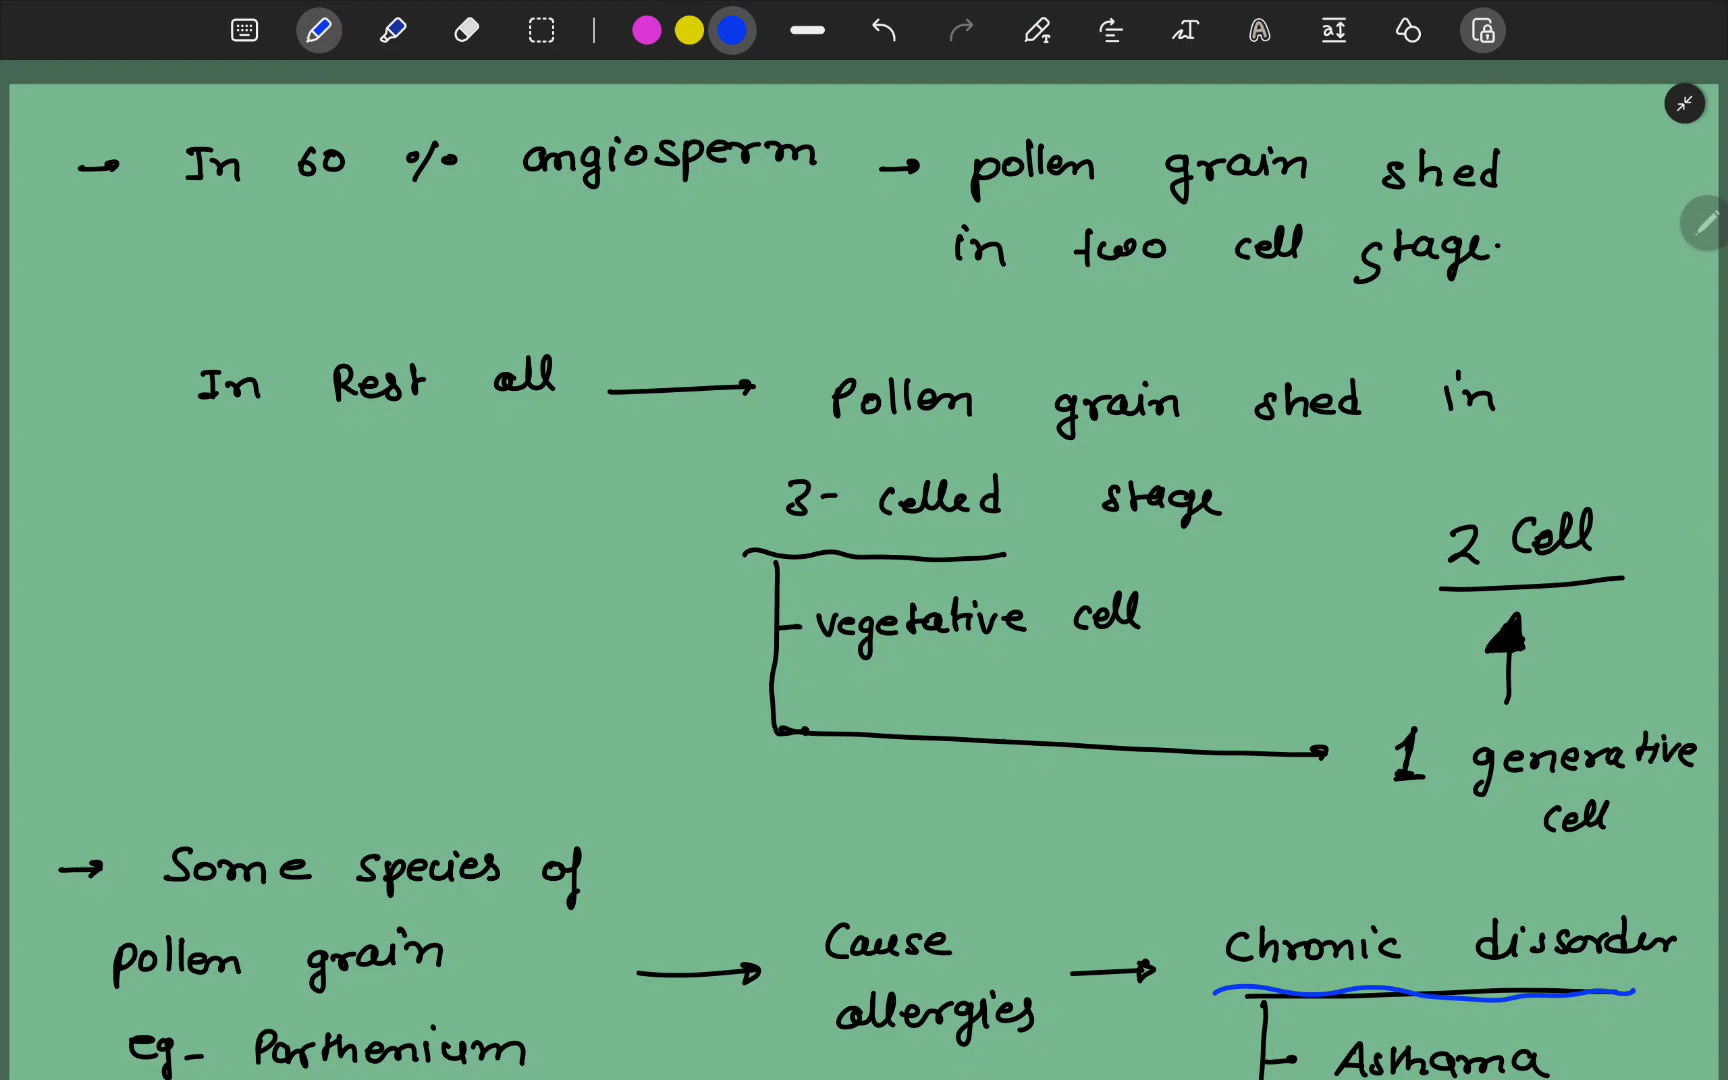 → In 60 % angiosperm → pollen grain shed
in two cell stage.
In Rest all → Pollen grain shed in
3- celled stage
2 Cell
vegetative cell
1 generative
cell
→ Some species of
pollen grain → Cause → Chronic disorder
allergies
eg- Parthenium
Asthama